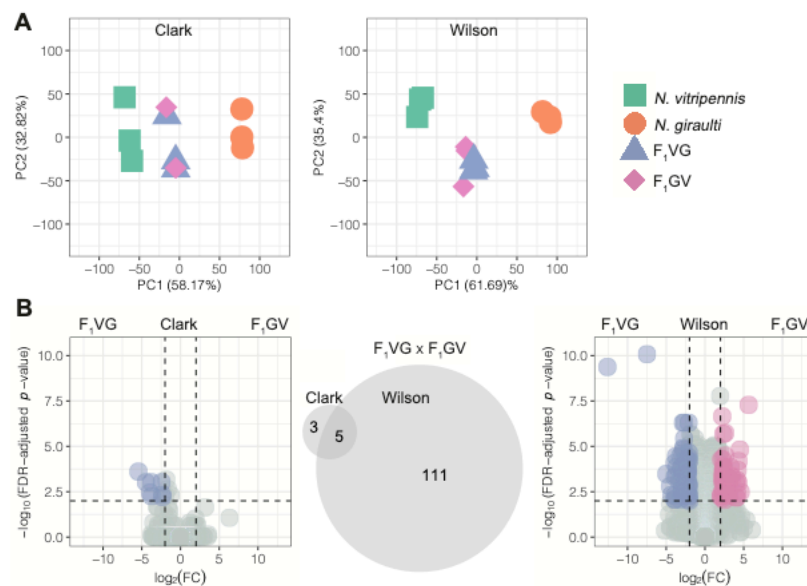 A
Clark
Wilson
PC2 (32.82%)
100
50
0
−50
−100
−100
−50
0
50
100
PC1 (58.17%)
PC2 (35.4%)
100
50
0
−50
−100
−100
−50
0
50
100
PC1 (61.69)%
N. vitripennis
N. giraulti
F₁VG
F₁GV
B
F₁VG
Clark
F₁GV
−log₁₀(FDR-adjusted p-value)
10.0
7.5
5.0
2.5
0.0
−10
−5
0
5
log₂(FC)
F₁VG x F₁GV
Clark
Wilson
3
5
111
F₁VG
Wilson
F₁GV
−log₁₀(FDR-adjusted p-value)
10.0
7.5
5.0
2.5
0.0
−10
−5
0
5
log₂(FC)